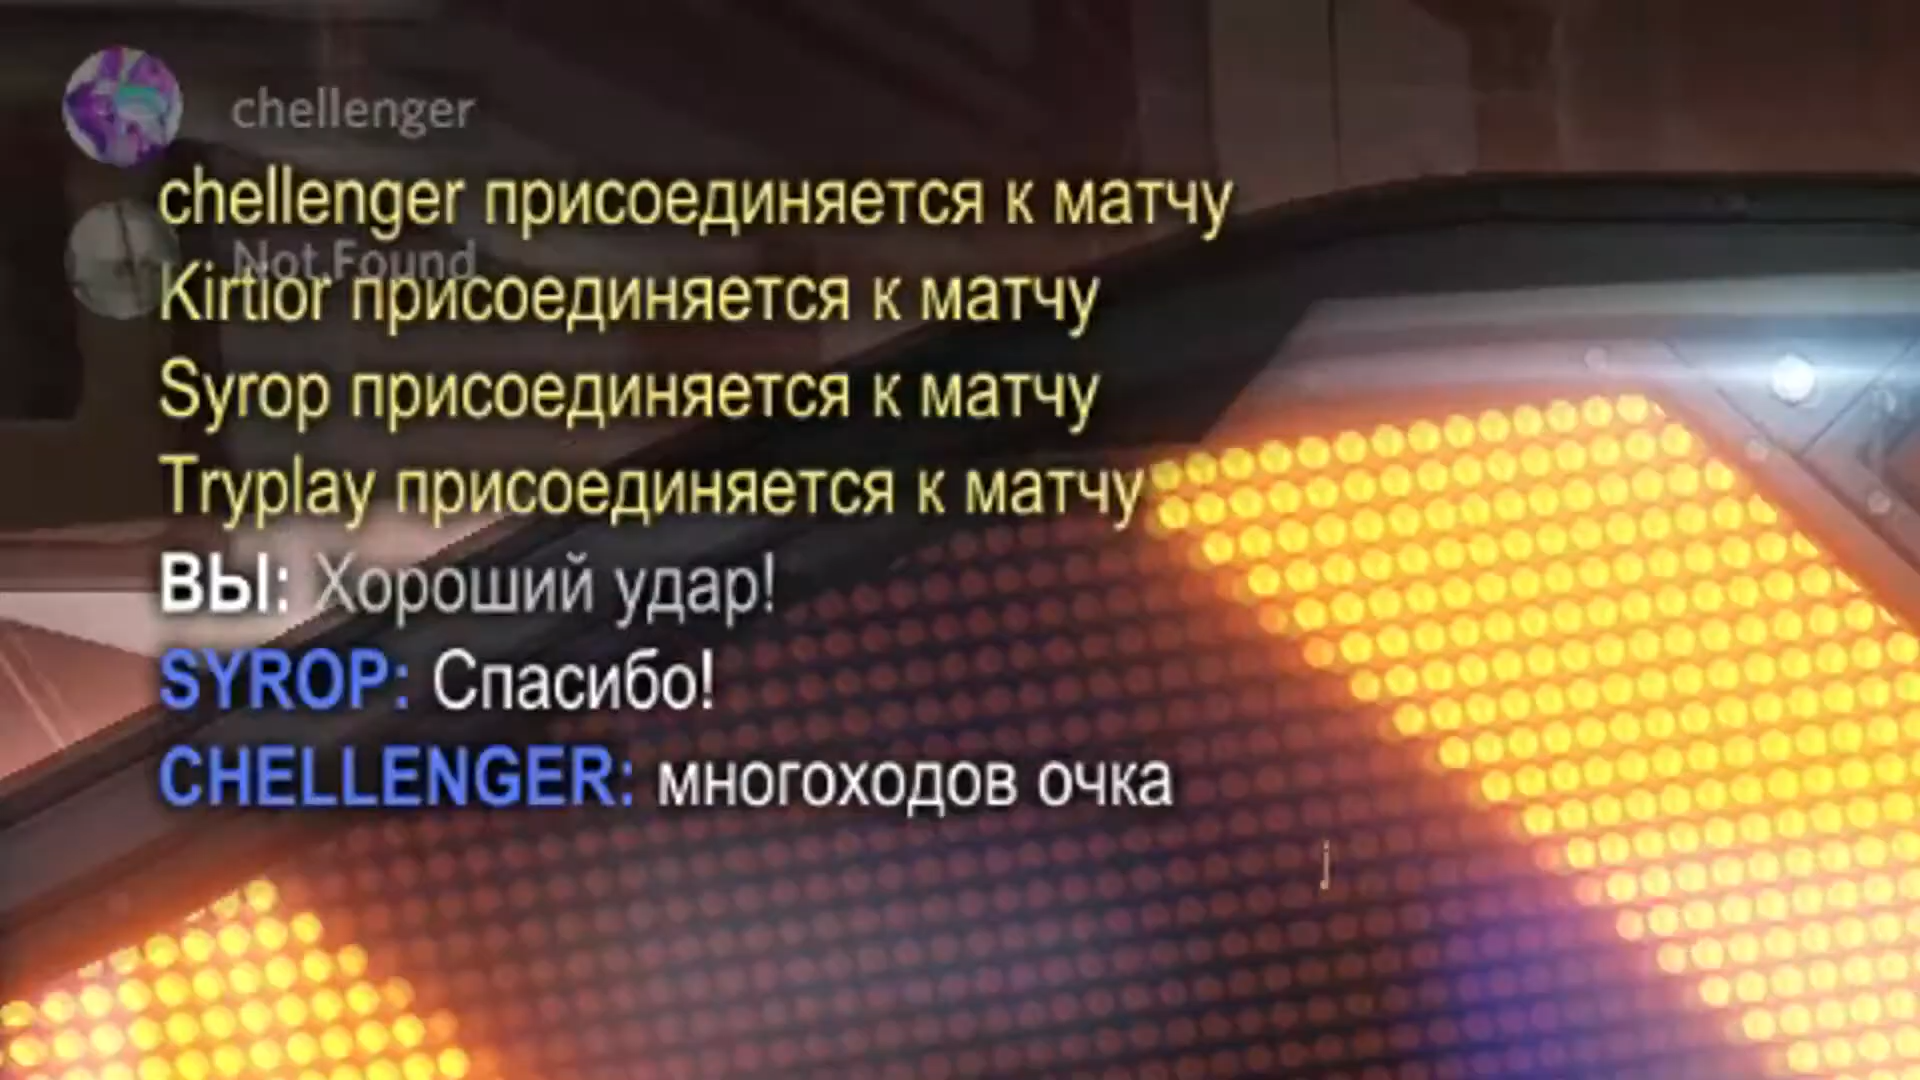 chellenger
chellenger присоединяется к матчу
Not.Found
Kirtior присоединяется к матчу
Syrop присоединяется к матчу
Tryplay присоединяется к матчу
ВЫ: Хороший удар!
SYROP: Спасибо!
CHELLENGER: многоходов очка
j